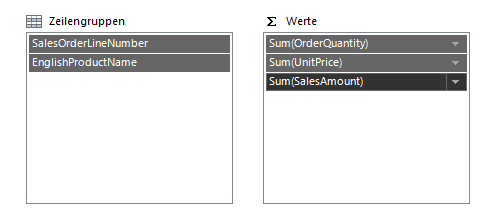 Zeilengruppen
SalesOrderLineNumber
EnglishProductName
Σ Werte
Sum(OrderQuantity)
Sum(UnitPrice)
Sum(SalesAmount)